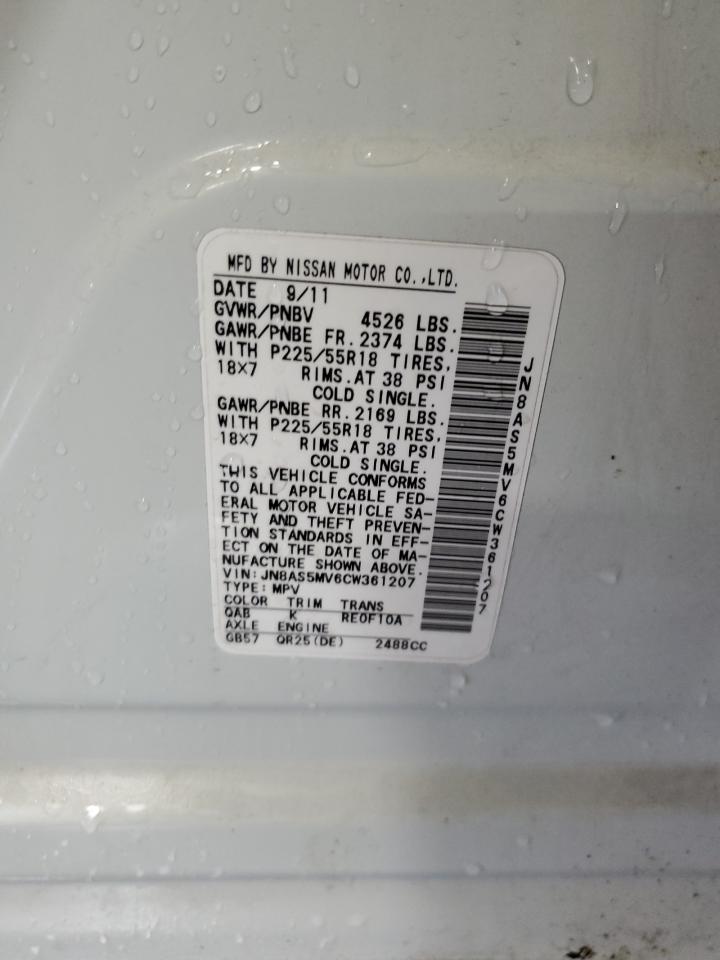 MFD BY NISSAN MOTOR CO.,LTD.
DATE 9/11
GVWR/PNBV 4526 LBS.
GAWR/PNBE FR. 2374 LBS.
WITH P225/55R18 TIRES,
18×7 RIMS.AT 38 PSI
COLD SINGLE.
GAWR/PNBE RR. 2169 LBS.
WITH P225/55R18 TIRES,
18×7 RIMS.AT 38 PSI
COLD SINGLE.
THIS VEHICLE CONFORMS
TO ALL APPLICABLE FED-
ERAL MOTOR VEHICLE SA-
FETY AND THEFT PREVEN-
TION STANDARDS IN EFF-
ECT ON THE DATE OF MA-
NUFACTURE SHOWN ABOVE.
VIN:JN8AS5MV6CW361207
TYPE:MPV
COLOR TRIM TRANS
QAB K RE0F10A
AXLE ENGINE
GB57 QR25(DE) 2488CC
JN8AS5MV6CW361207